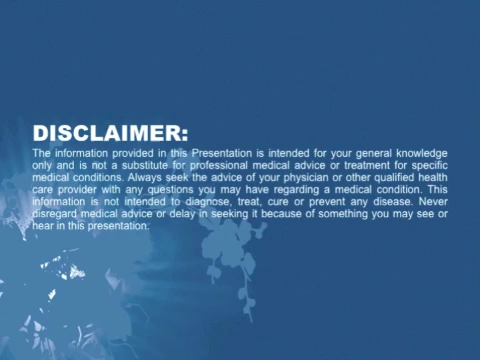 DISCLAIMER:
The information provided in this Presentation is intended for your general knowledge
only and is not a substitute for professional medical advice or treatment for specific
medical conditions. Always seek the advice of your physician or other qualified health
care provider with any questions you may have regarding a medical condition. This
information is not intended to diagnose, treat, cure or prevent any disease. Never
disregard medical advice or delay in seeking it because of something you may see or
hear in this presentation.